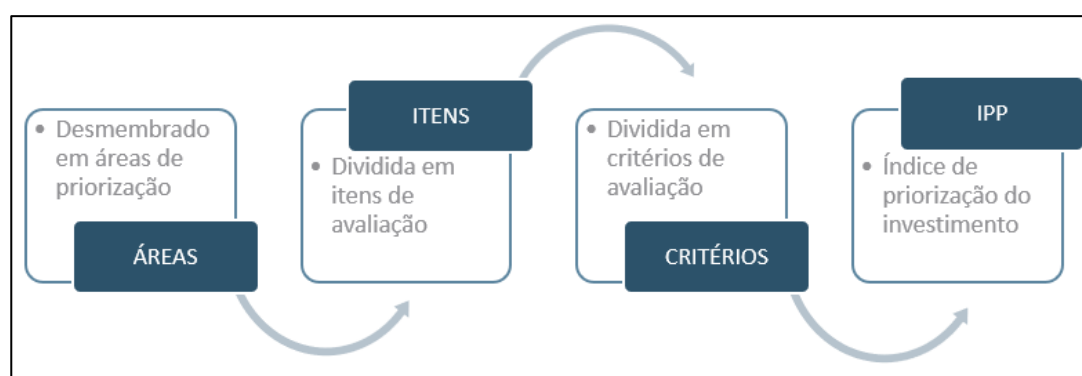 • Desmembrado
em áreas de
priorização
ÁREAS
ITENS
• Dividida em
itens de
avaliação
• Dividida em
critérios de
avaliação
CRITÉRIOS
IPP
• Índice de
priorização do
investimento